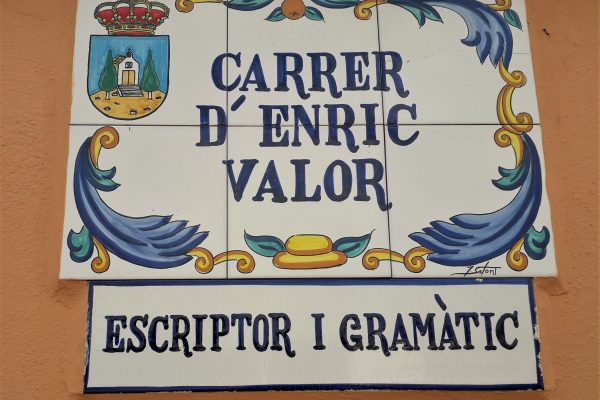 CARRER
D´ENRIC
VALOR
ESCRIPTOR I GRAMÀTIC